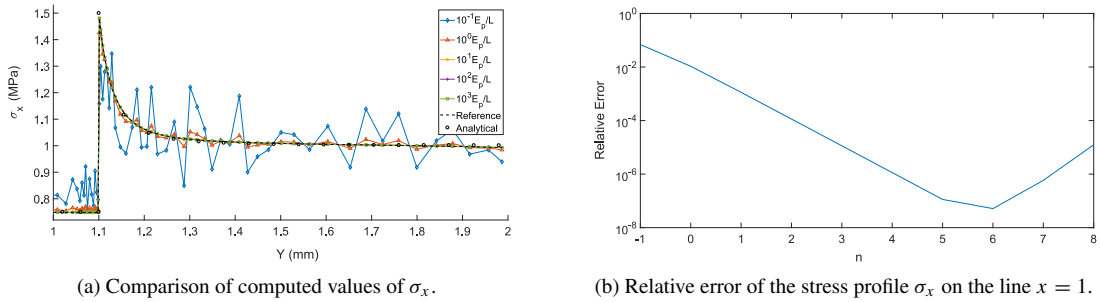 1.5
1.4
1.3
1.2
1.1
1.0
0.9
0.8
σₓ (MPa)
1 1.1 1.2 1.3 1.4 1.5 1.6 1.7 1.8 1.9 2
Y (mm)
10⁻¹Eₚ/L
10⁰Eₚ/L
10¹Eₚ/L
10²Eₚ/L
10³Eₚ/L
Reference
Analytical
(a) Comparison of computed values of σₓ.
10⁰
10⁻²
10⁻⁴
10⁻⁶
10⁻⁸
Relative Error
-1 0 1 2 3 4 5 6 7 8
n
(b) Relative error of the stress profile σₓ on the line x = 1.